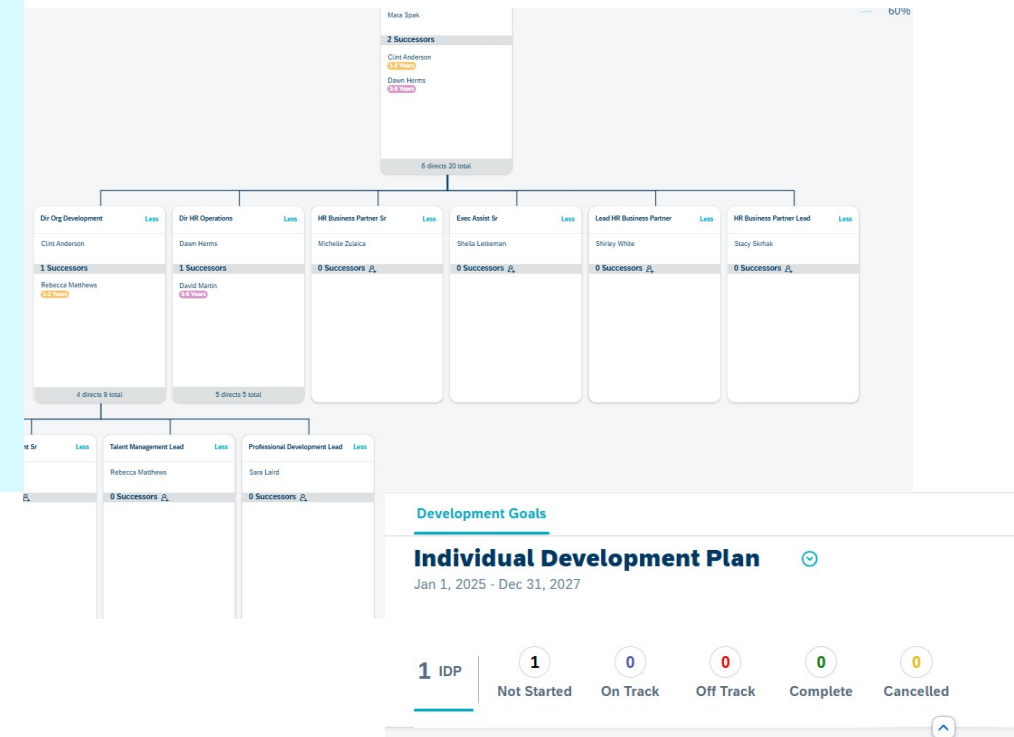 60%
Mara Spak
2 Successors
Clint Anderson
1-2 Years
Dawn Herms
3-5 Years
6 directs 20 total
Dir Org Development Less
Clint Anderson
1 Successors
Rebecca Matthews
1-2 Years
4 directs 9 total
Dir HR Operations Less
Dawn Herms
1 Successors
David Martin
3-5 Years
5 directs 5 total
HR Business Partner Sr Less
Michelle Zulaica
0 Successors
Exec Assist Sr Less
Sheila Letkeman
0 Successors
Lead HR Business Partner Less
Shirley White
0 Successors
HR Business Partner Lead Less
Stacy Skrhak
0 Successors
nt Sr Less
Talent Management Lead Less
Rebecca Matthews
0 Successors
Professional Development Lead Less
Sara Laird
0 Successors
Development Goals
Individual Development Plan
Jan 1, 2025 - Dec 31, 2027
1 IDP
1
Not Started
0
On Track
0
Off Track
0
Complete
0
Cancelled